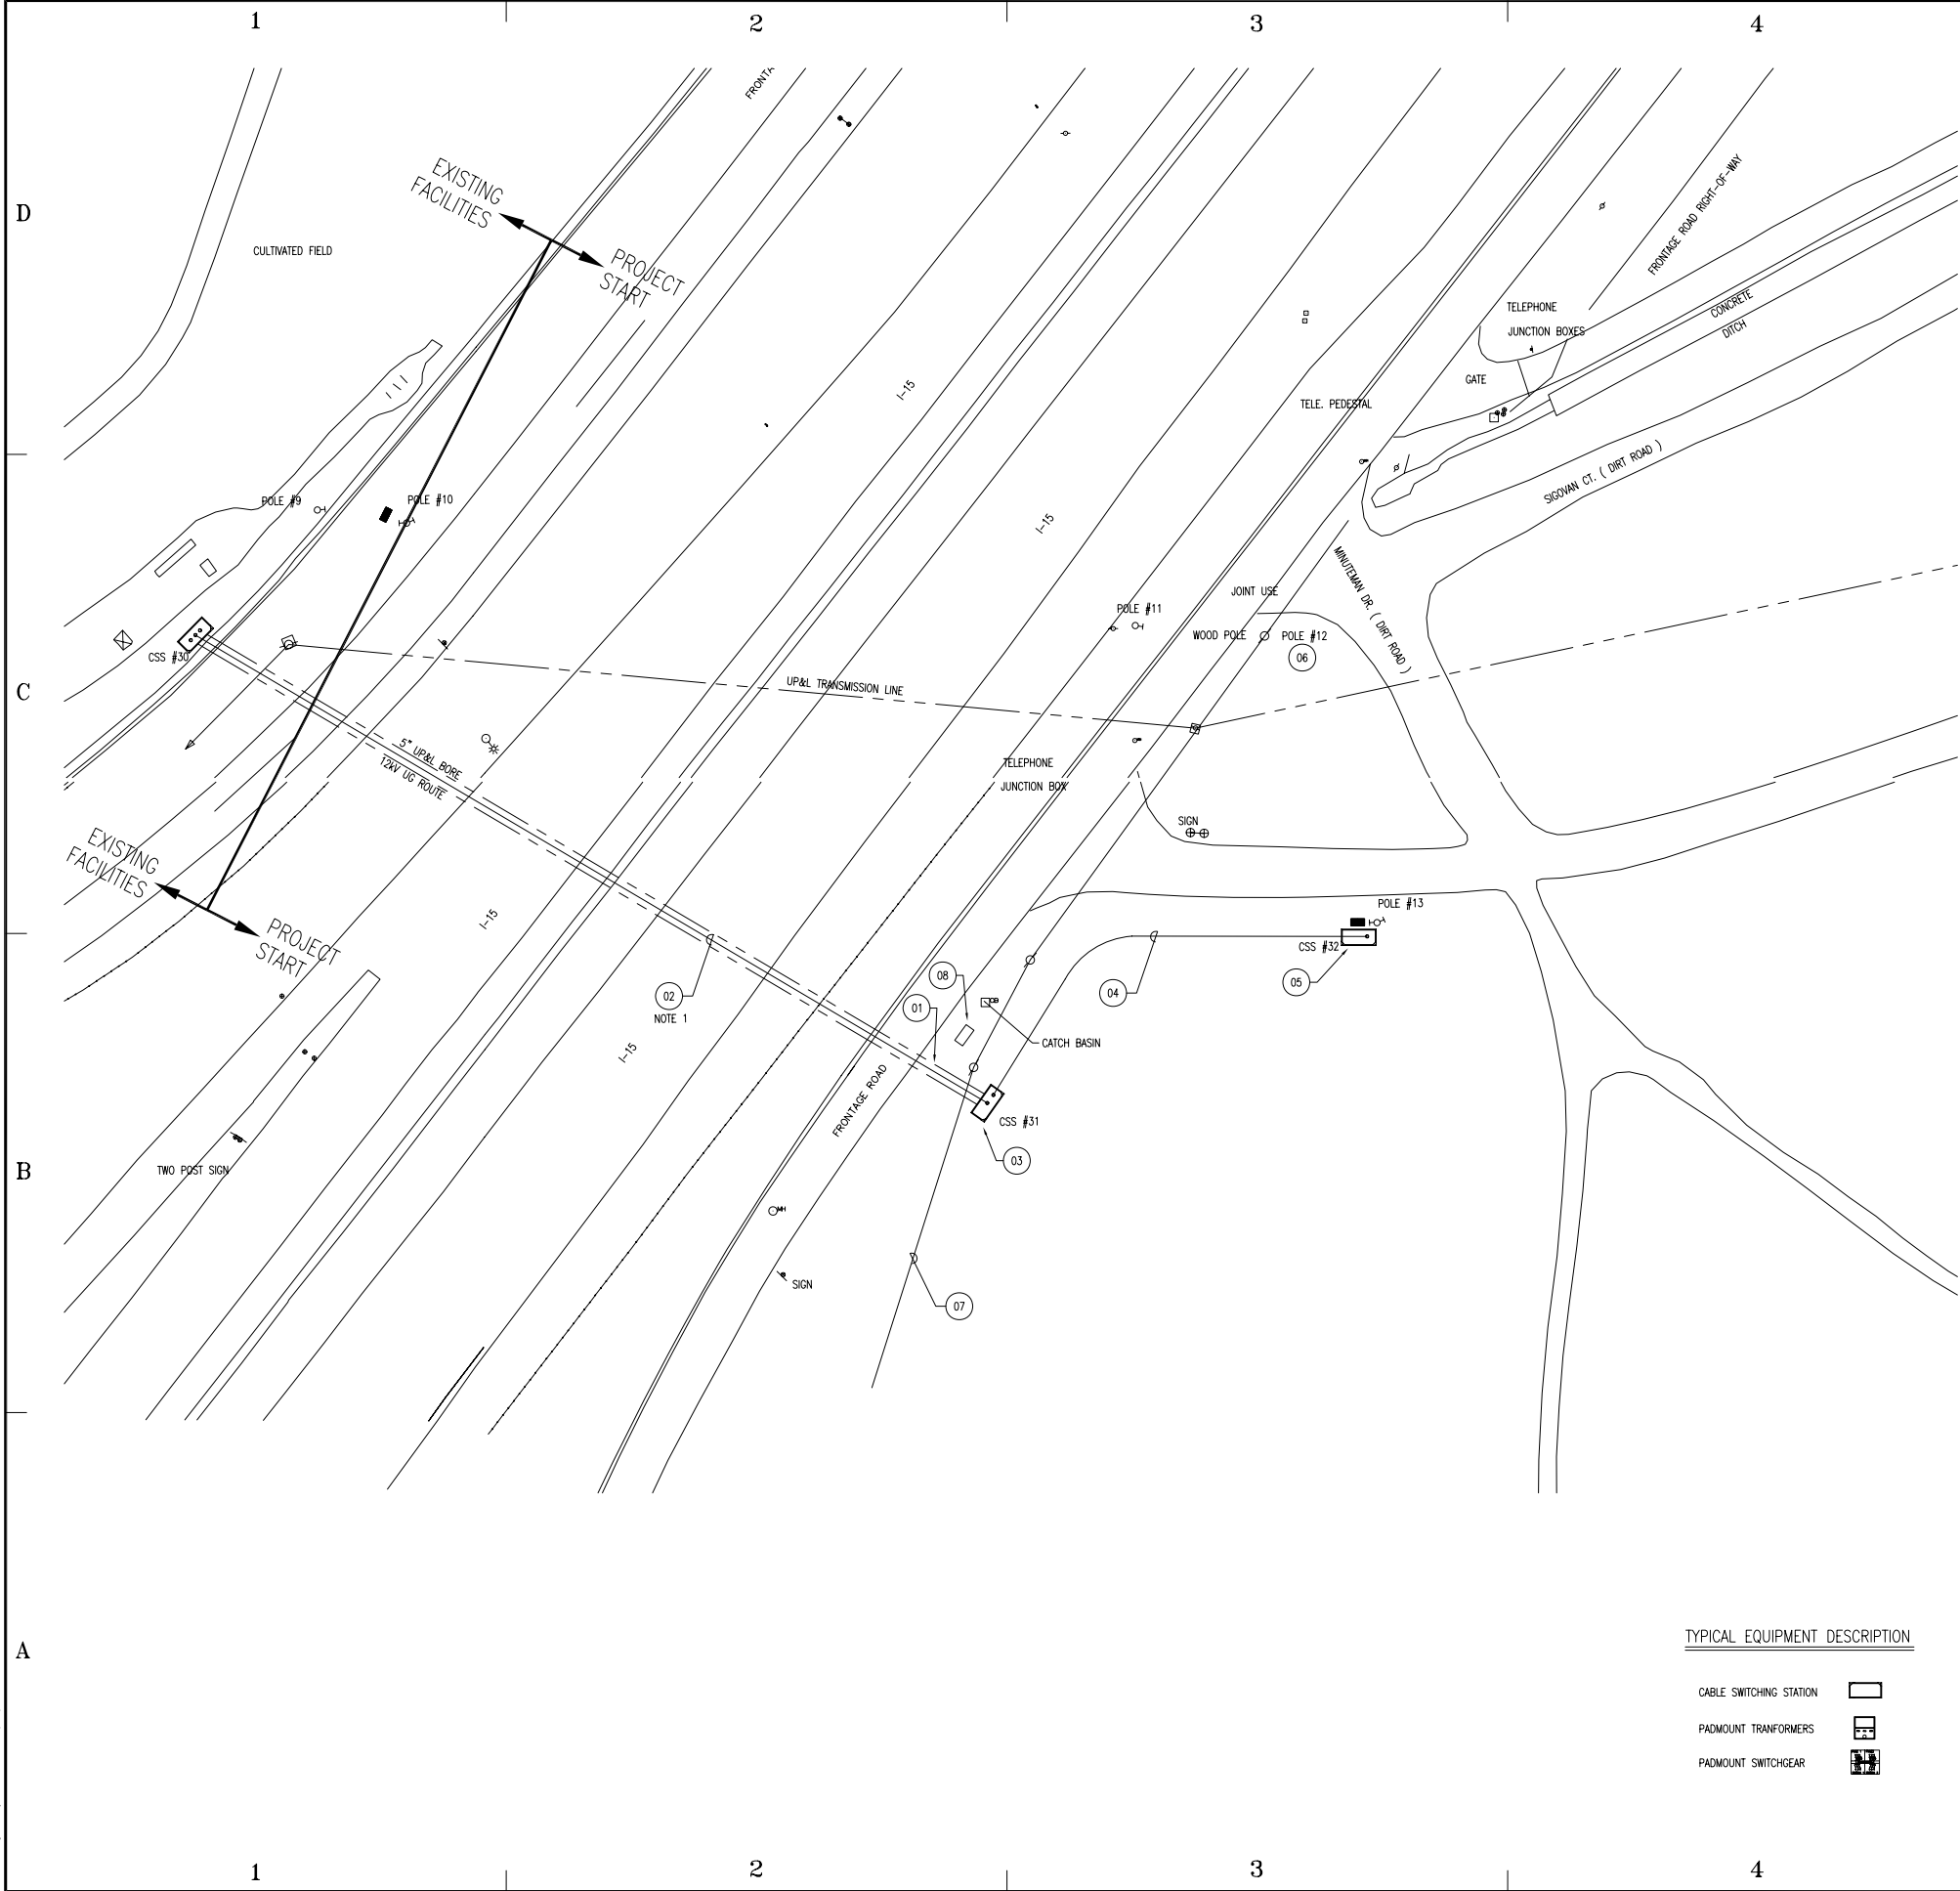 1
2
3
4
FRONTA
D
EXISTING
FACILITIES
PROJECT
START
CULTIVATED FIELD
FRONTAGE ROAD RIGHT-OF-WAY
TELEPHONE
JUNCTION BOXES
CONCRETE
DITCH
GATE
I-15
TELE. PEDESTAL
SIGOVAN CT. ( DIRT ROAD )
POLE #9
POLE #10
I-15
MINUTEMAN DR. ( DIRT ROAD )
JOINT USE
POLE #11
WOOD POLE
POLE #12
06
CSS #30
C
UP&L TRANSMISSION LINE
5" UP&L BORE
12KV UG ROUTE
TELEPHONE
JUNCTION BOX
SIGN
EXISTING
FACILITIES
PROJECT
START
I-15
POLE #13
CSS #32
05
08
04
02
NOTE 1
01
CATCH BASIN
I-15
FRONTAGE ROAD
CSS #31
03
B
TWO POST SIGN
MH
SIGN
07
A
TYPICAL EQUIPMENT DESCRIPTION
CABLE SWITCHING STATION
PADMOUNT TRANFORMERS
PADMOUNT SWITCHGEAR
1
2
3
4